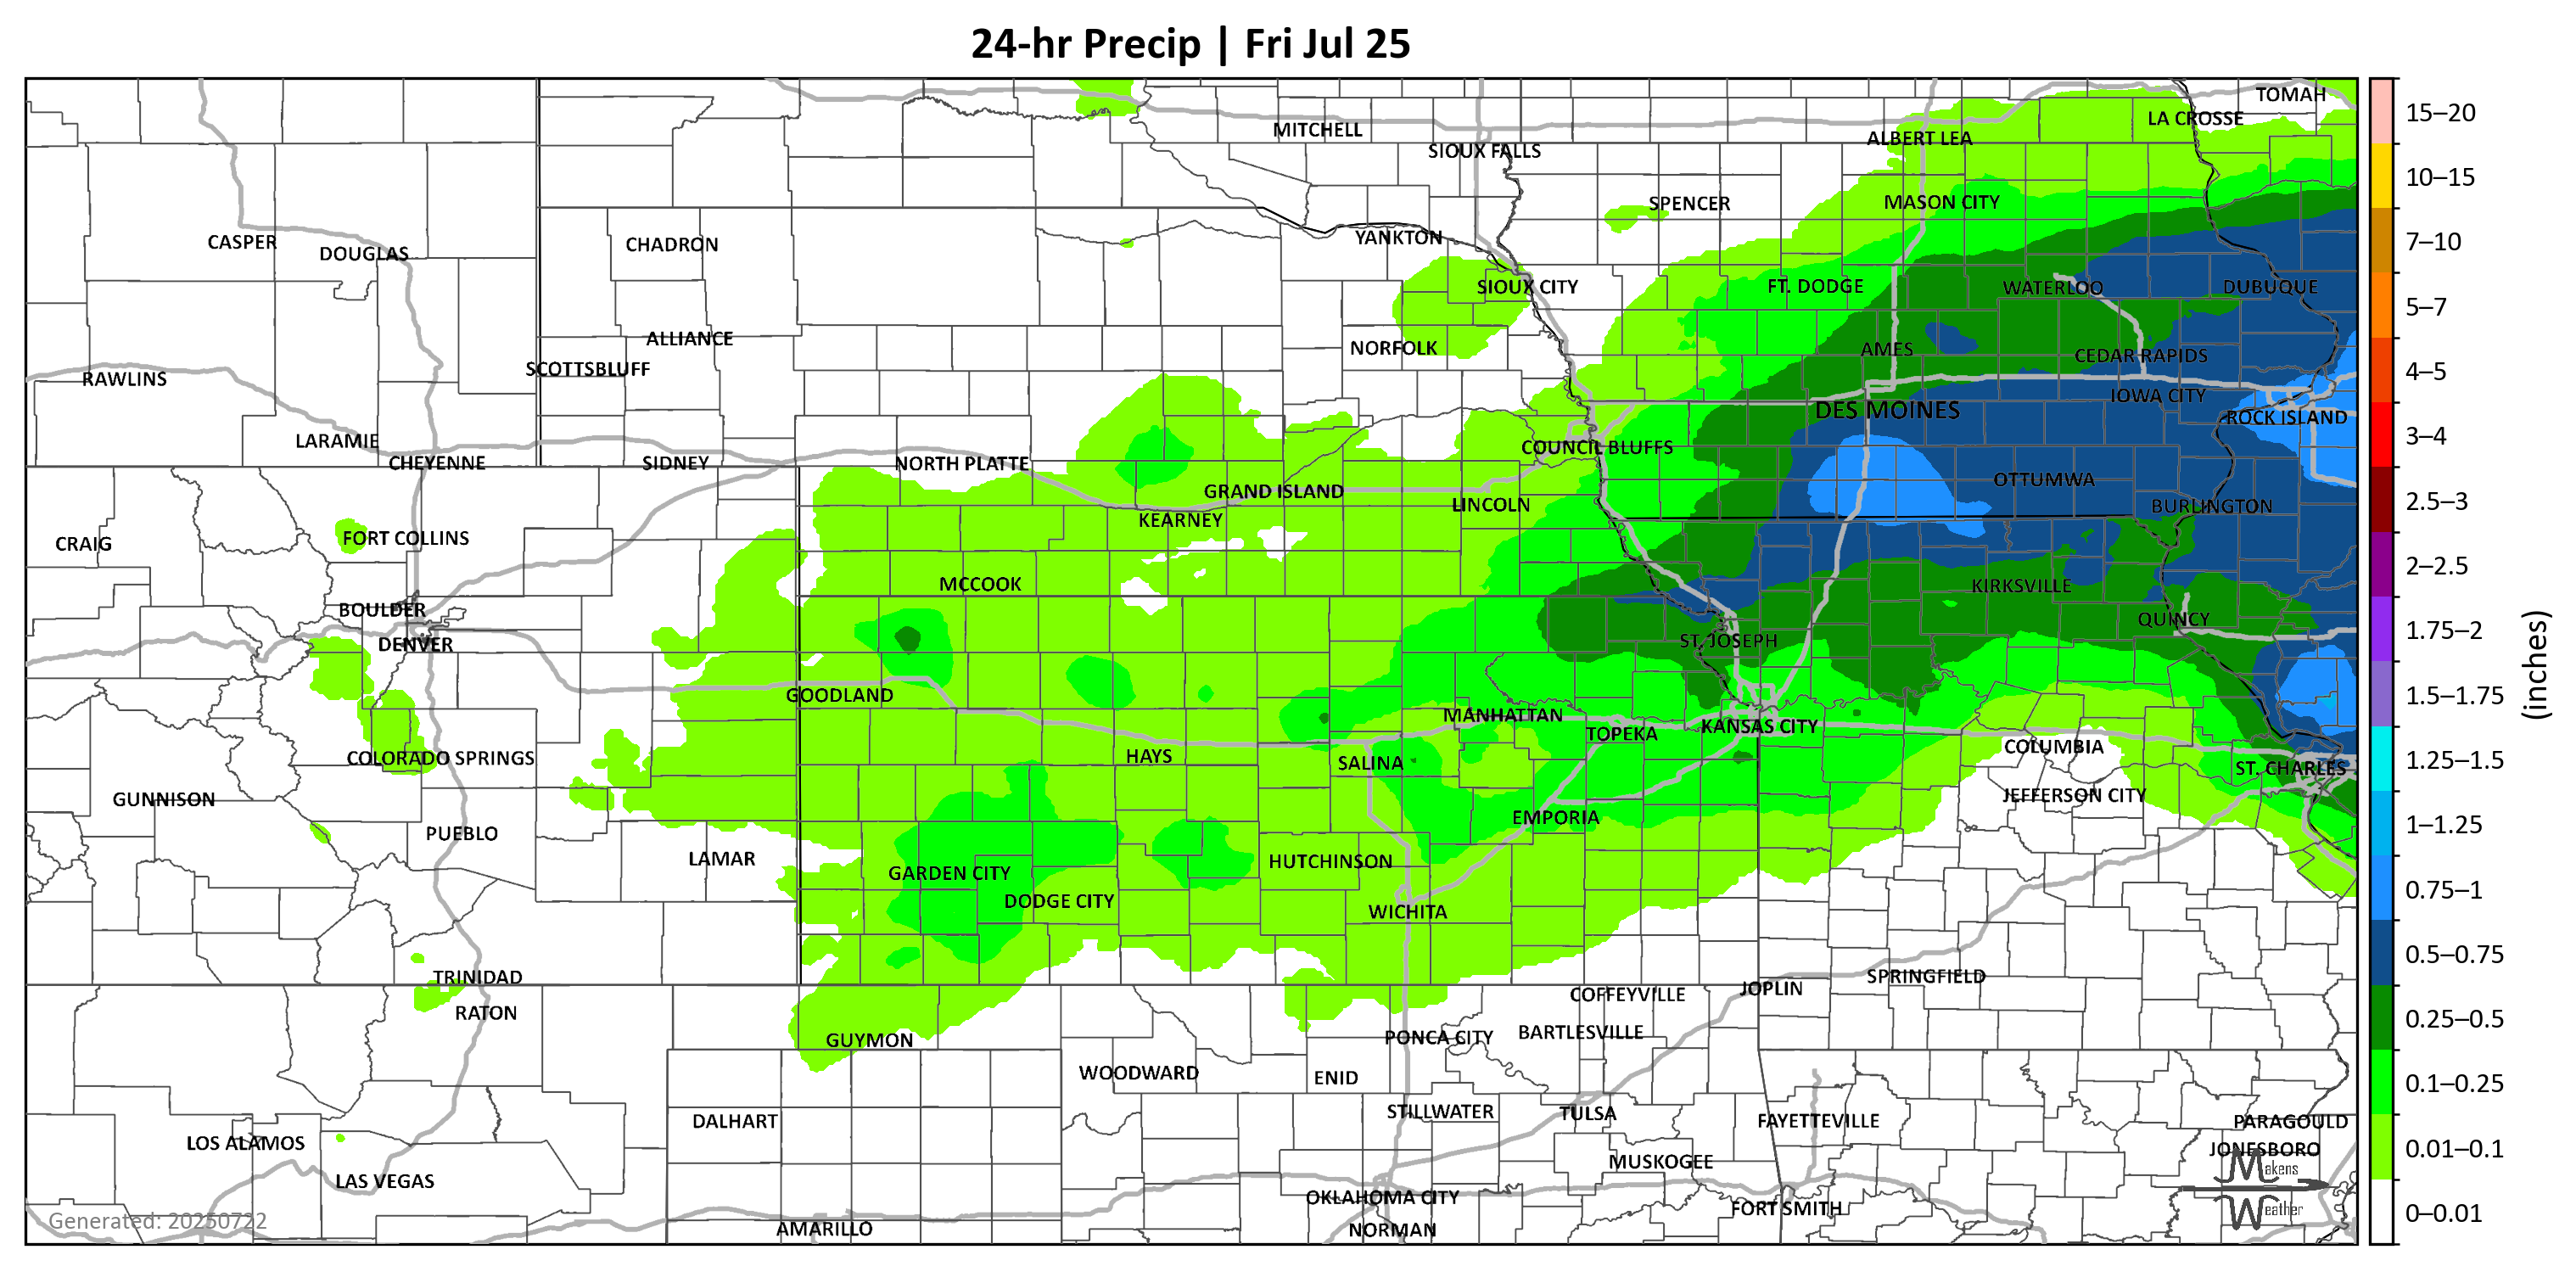 24-hr Precip | Fri Jul 25
TOMAH
LA CROSSE
MITCHELL
ALBERT LEA
SIOUX FALLS
SPENCER
MASON CITY
YANKTON
CASPER
CHADRON
DOUGLAS
SIOUX CITY
FT. DODGE
WATERLOO
DUBUQUE
ALLIANCE
NORFOLK
AMES
CEDAR RAPIDS
SCOTTSBLUFF
RAWLINS
IOWA CITY
DES MOINES
ROCK ISLAND
LARAMIE
COUNCIL BLUFFS
CHEYENNE
SIDNEY
NORTH PLATTE
OTTUMWA
GRAND ISLAND
LINCOLN
BURLINGTON
KEARNEY
CRAIG
FORT COLLINS
MCCOOK
KIRKSVILLE
BOULDER
QUINCY
DENVER
ST. JOSEPH
GOODLAND
MANHATTAN
KANSAS CITY
TOPEKA
COLUMBIA
COLORADO SPRINGS
HAYS
SALINA
ST. CHARLES
GUNNISON
JEFFERSON CITY
EMPORIA
PUEBLO
LAMAR
HUTCHINSON
GARDEN CITY
DODGE CITY
WICHITA
TRINIDAD
SPRINGFIELD
JOPLIN
COFFEYVILLE
RATON
BARTLESVILLE
PONCA CITY
GUYMON
WOODWARD
ENID
STILLWATER
TULSA
DALHART
FAYETTEVILLE
PARAGOULD
LOS ALAMOS
JONESBORO
MUSKOGEE
LAS VEGAS
OKLAHOMA CITY
FORT SMITH
AMARILLO
NORMAN
Makens
Weather
Generated: 20250722
15–20
10–15
7–10
5–7
4–5
3–4
2.5–3
2–2.5
1.75–2
1.5–1.75
1.25–1.5
1–1.25
0.75–1
0.5–0.75
0.25–0.5
0.1–0.25
0.01–0.1
0–0.01
(inches)